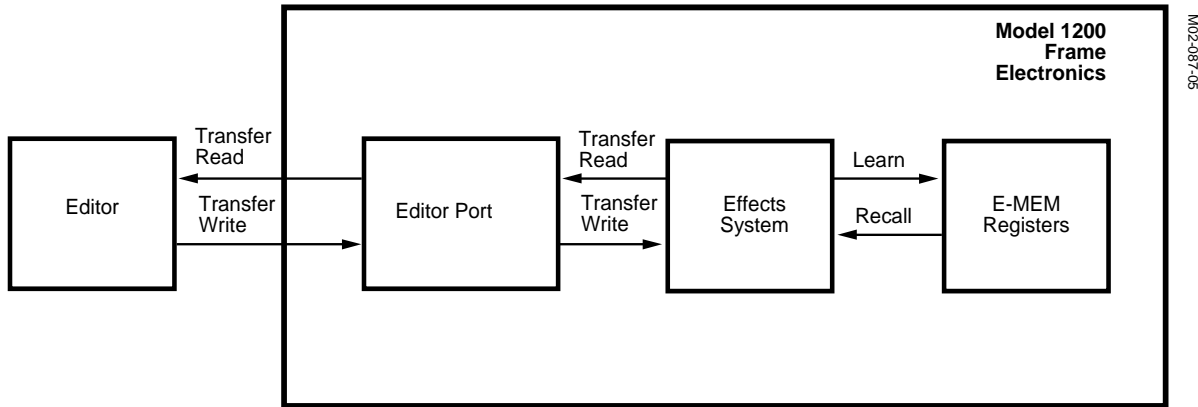 Model 1200
Frame
Electronics
M02-087-05
Transfer
Read
Transfer
Write
Editor
Editor Port
Transfer
Read
Transfer
Write
Effects
System
Learn
Recall
E-MEM
Registers